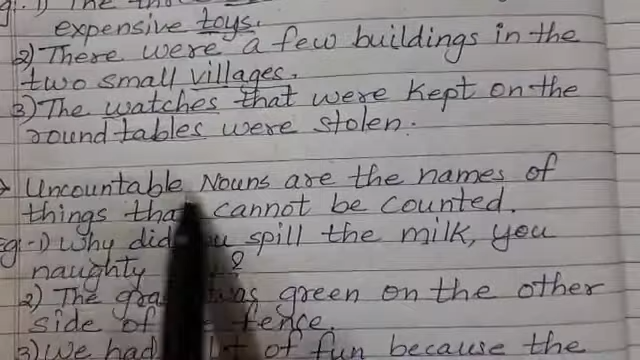 expensive toys.
2) There were a few buildings in the
two small villages.
3) The watches that were kept on the
round tables were stolen.
Uncountable Nouns are the names of
things that cannot be counted.
eg:-1) Why did you spill the milk, you
naughty ?
2) The was green on the other
side of fence.
3) We had lot of fun because the